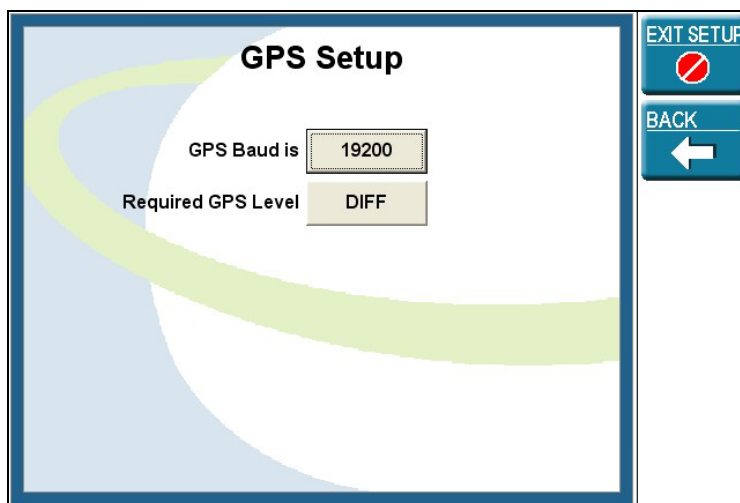 GPS Setup
GPS Baud is 19200
Required GPS Level DIFF
EXIT SETUP
BACK